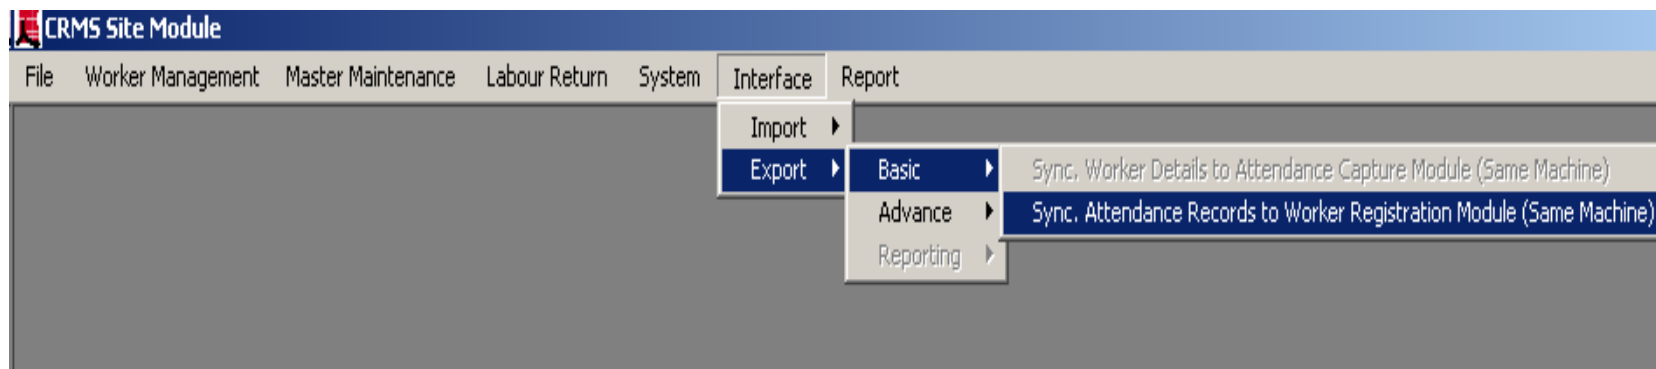 CRMS Site Module
File Worker Management Master Maintenance Labour Return System Interface Report
Import
Export Basic Sync. Worker Details to Attendance Capture Module (Same Machine)
Advance Sync. Attendance Records to Worker Registration Module (Same Machine)
Reporting